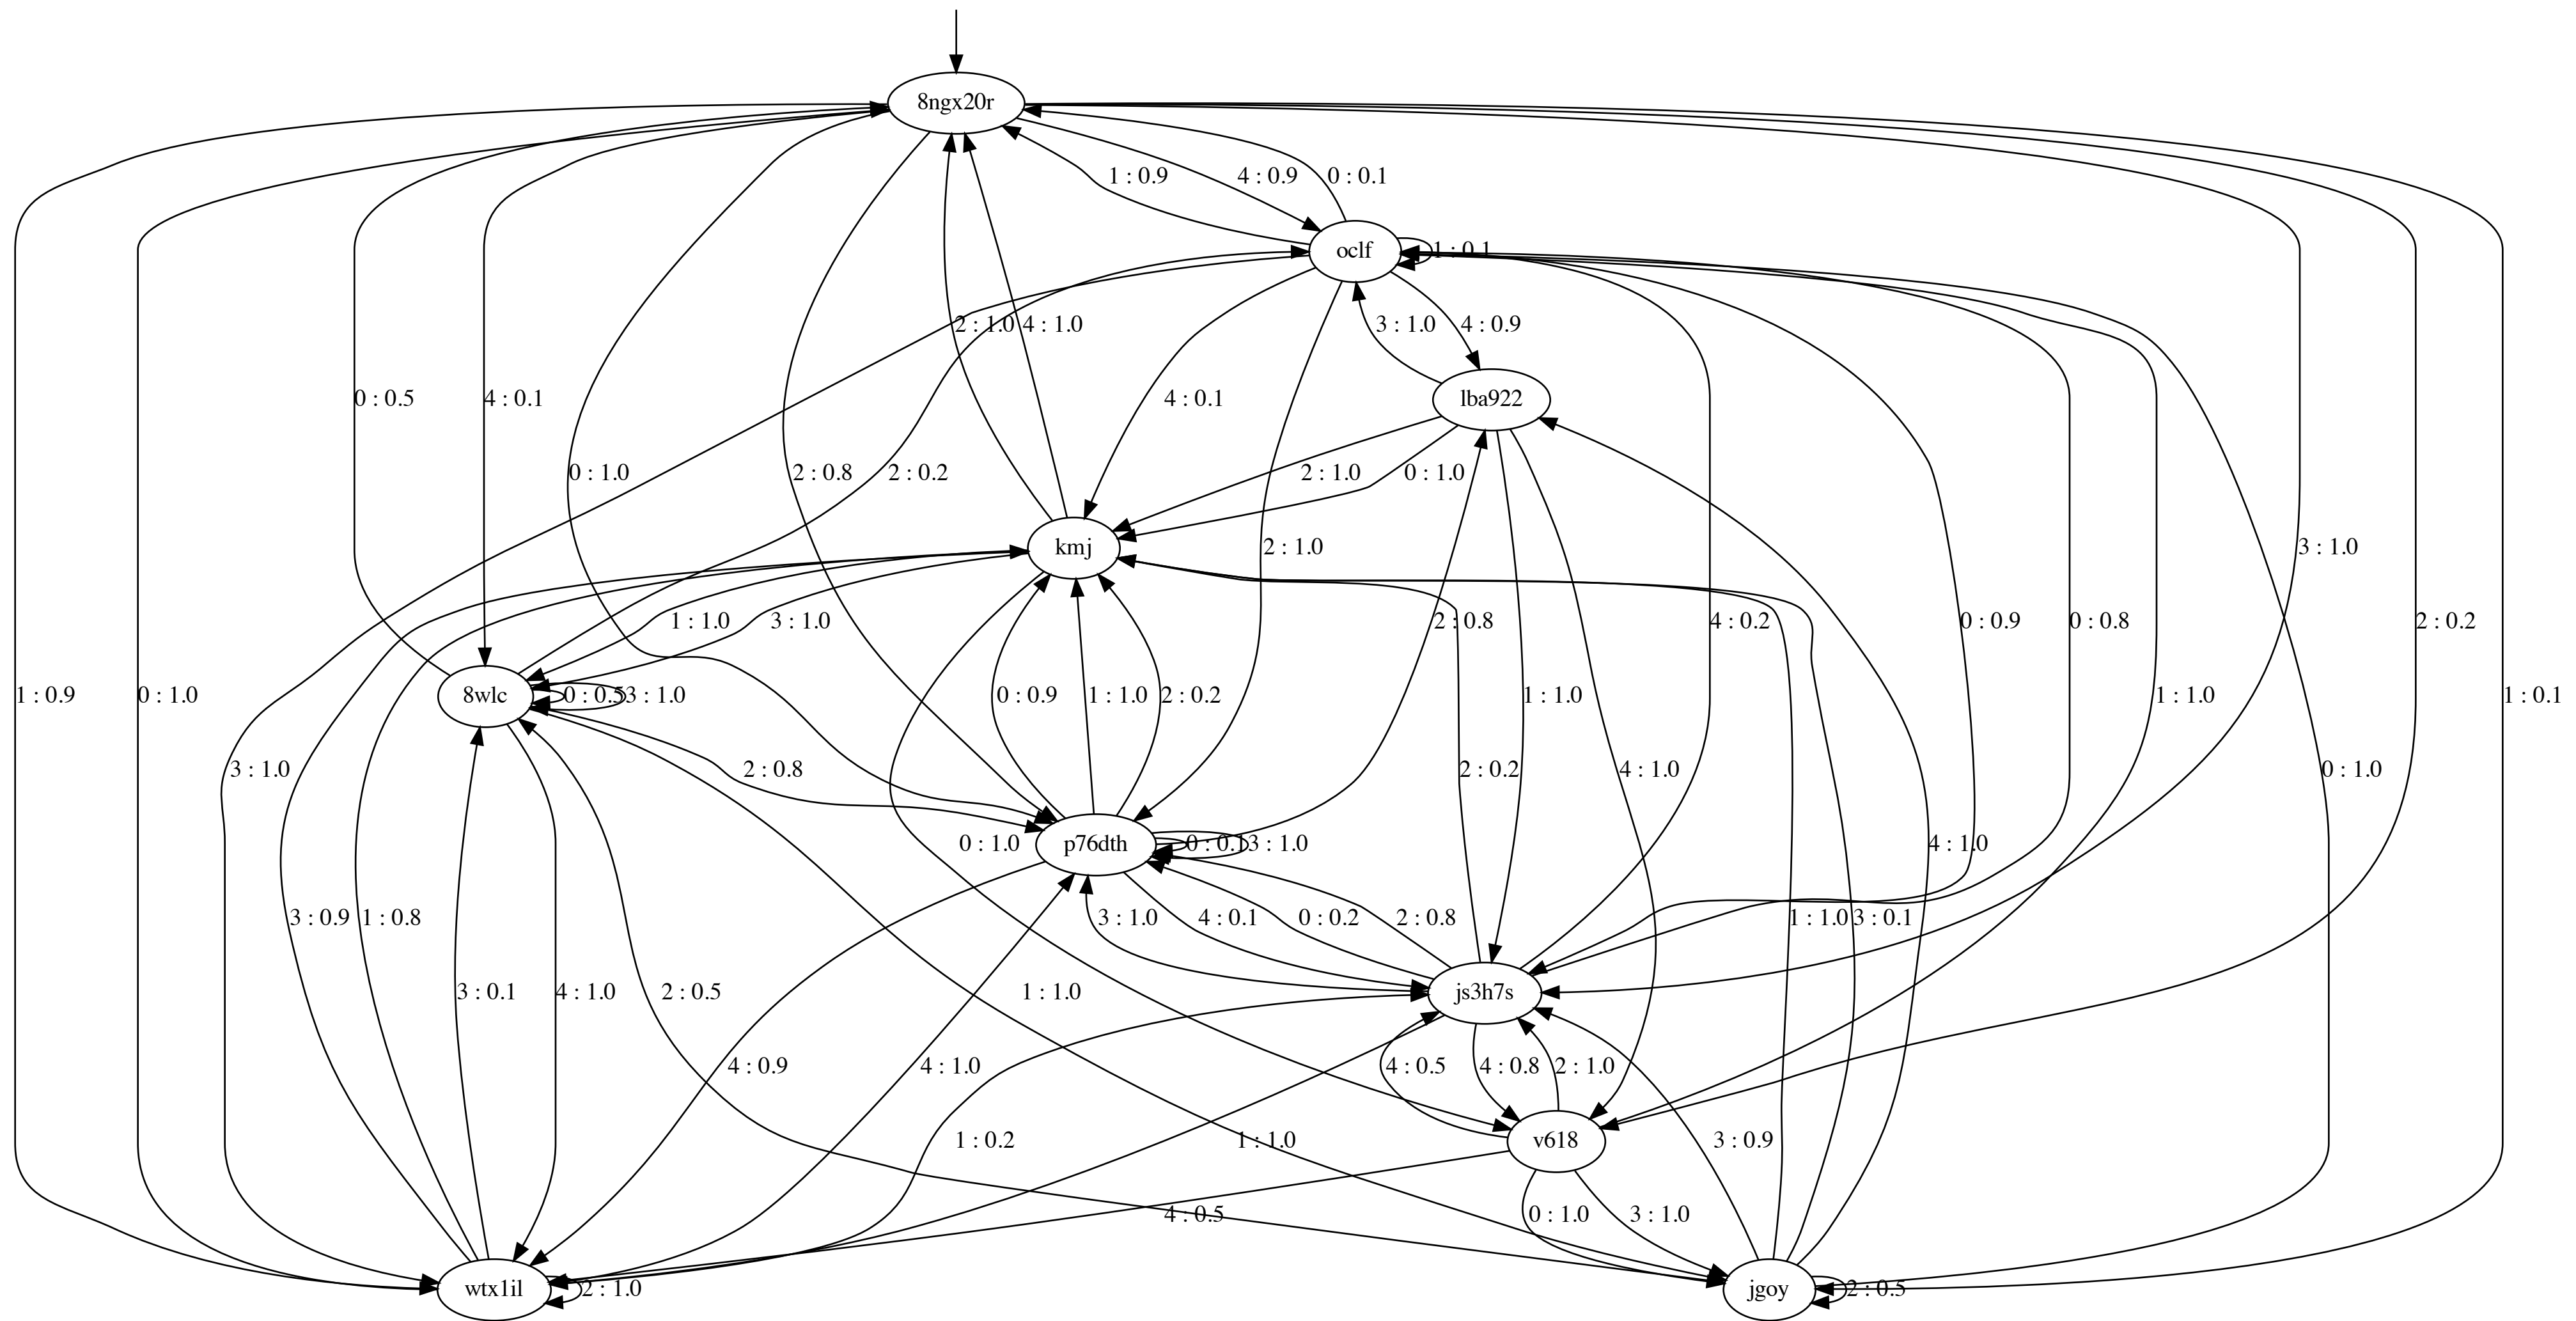 8ngx20r
1 : 0.9
4 : 0.9
0 : 0.1
oclf
1 : 0.1
2 : 1.0
4 : 1.0
3 : 1.0
4 : 0.9
0 : 0.5
4 : 0.1
4 : 0.1
lba922
0 : 1.0
2 : 0.8
2 : 0.2
2 : 1.0
0 : 1.0
kmj
2 : 1.0
3 : 1.0
1 : 1.0
3 : 1.0
2 : 0.8
4 : 0.2
0 : 0.9
0 : 0.8
2 : 0.2
1 : 0.9
0 : 1.0
8wlc
0 : 0.5
3 : 1.0
0 : 0.9
1 : 1.0
2 : 0.2
1 : 1.0
1 : 1.0
1 : 0.1
3 : 1.0
2 : 0.8
2 : 0.2
4 : 1.0
0 : 1.0
0 : 1.0
p76dth
0 : 0.1
3 : 1.0
4 : 1.0
3 : 0.9
1 : 0.8
3 : 1.0
4 : 0.1
0 : 0.2
2 : 0.8
1 : 1.0
3 : 0.1
3 : 0.1
4 : 1.0
2 : 0.5
1 : 1.0
js3h7s
4 : 0.9
4 : 1.0
4 : 0.5
4 : 0.8
2 : 1.0
1 : 0.2
1 : 1.0
v618
3 : 0.9
4 : 0.5
0 : 1.0
3 : 1.0
wtx1il
2 : 1.0
jgoy
2 : 0.5